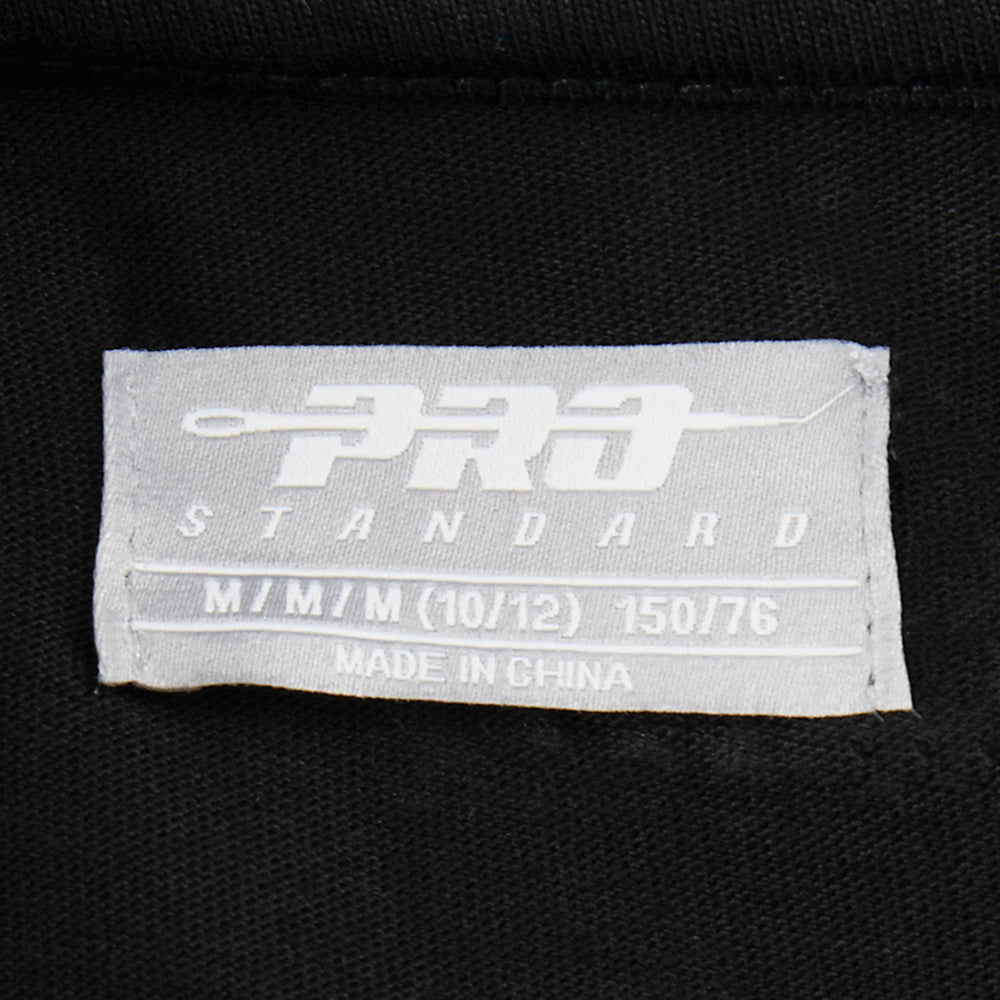 PRO
STANDARD
M/M/M (10/12) 150/76
MADE IN CHINA